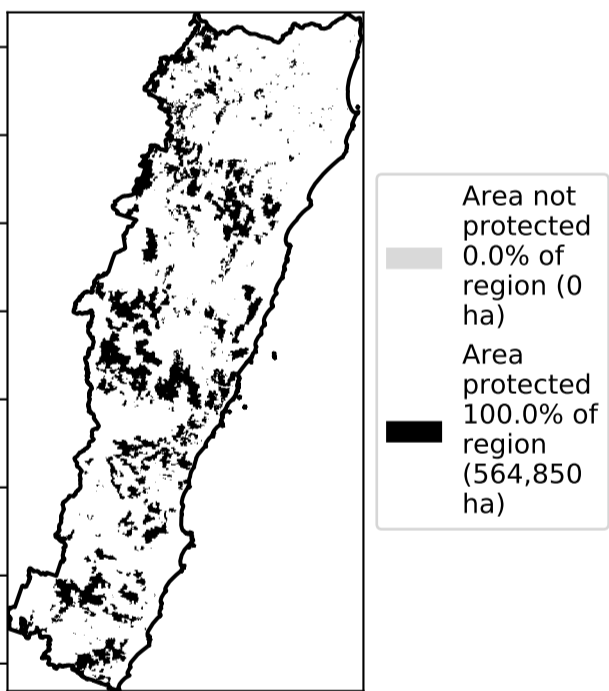 Area not
protected
0.0% of
region (0
ha)
Area
protected
100.0% of
region
(564,850
ha)